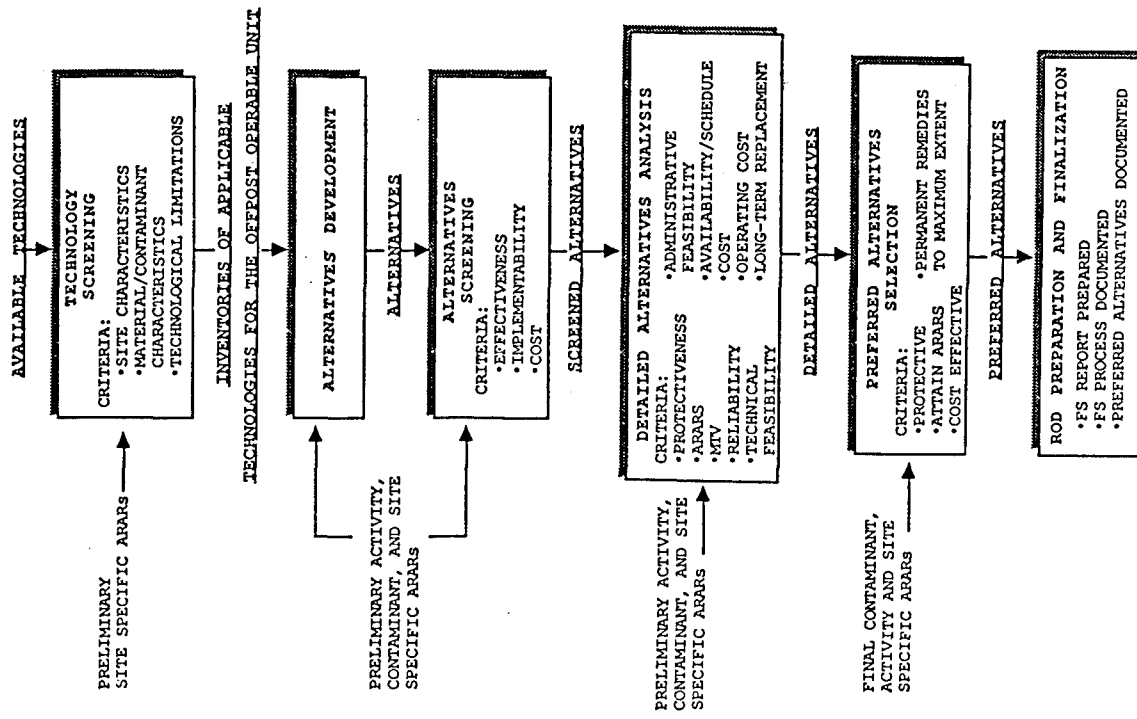 AVAILABLE TECHNOLOGIES
PRELIMINARY
SITE SPECIFIC ARARs
TECHNOLOGY
SCREENING
CRITERIA:
•SITE CHARACTERISTICS
•MATERIAL/CONTAMINANT
CHARACTERISTICS
•TECHNOLOGICAL LIMITATIONS
INVENTORIES OF APPLICABLE
TECHNOLOGIES FOR THE OFFPOST OPERABLE UNIT
PRELIMINARY ACTIVITY,
CONTAMINANT, AND SITE
SPECIFIC ARARs
ALTERNATIVES DEVELOPMENT
ALTERNATIVES
ALTERNATIVES
SCREENING
CRITERIA:
•EFFECTIVENESS
•IMPLEMENTABILITY
•COST
SCREENED ALTERNATIVES
PRELIMINARY ACTIVITY,
CONTAMINANT, AND SITE
SPECIFIC ARARs
DETAILED ALTERNATIVES ANALYSIS
CRITERIA:
•PROTECTIVENESS
•ARARS
•MTV
•RELIABILITY
•TECHNICAL
FEASIBILITY
•ADMINISTRATIVE
FEASIBILITY
•AVAILABILITY/SCHEDULE
•COST
•OPERATING COST
•LONG-TERM REPLACEMENT
DETAILED ALTERNATIVES
FINAL CONTAMINANT,
ACTIVITY AND SITE
SPECIFIC ARARs
PREFERRED ALTERNATIVES
SELECTION
CRITERIA:
•PROTECTIVE
•ATTAIN ARARS
•COST EFFECTIVE
•PERMANENT REMEDIES
TO MAXIMUM EXTENT
PREFERRED ALTERNATIVES
ROD PREPARATION AND FINALIZATION
•FS REPORT PREPARED
•FS PROCESS DOCUMENTED
•PREFERRED ALTERNATIVES DOCUMENTED